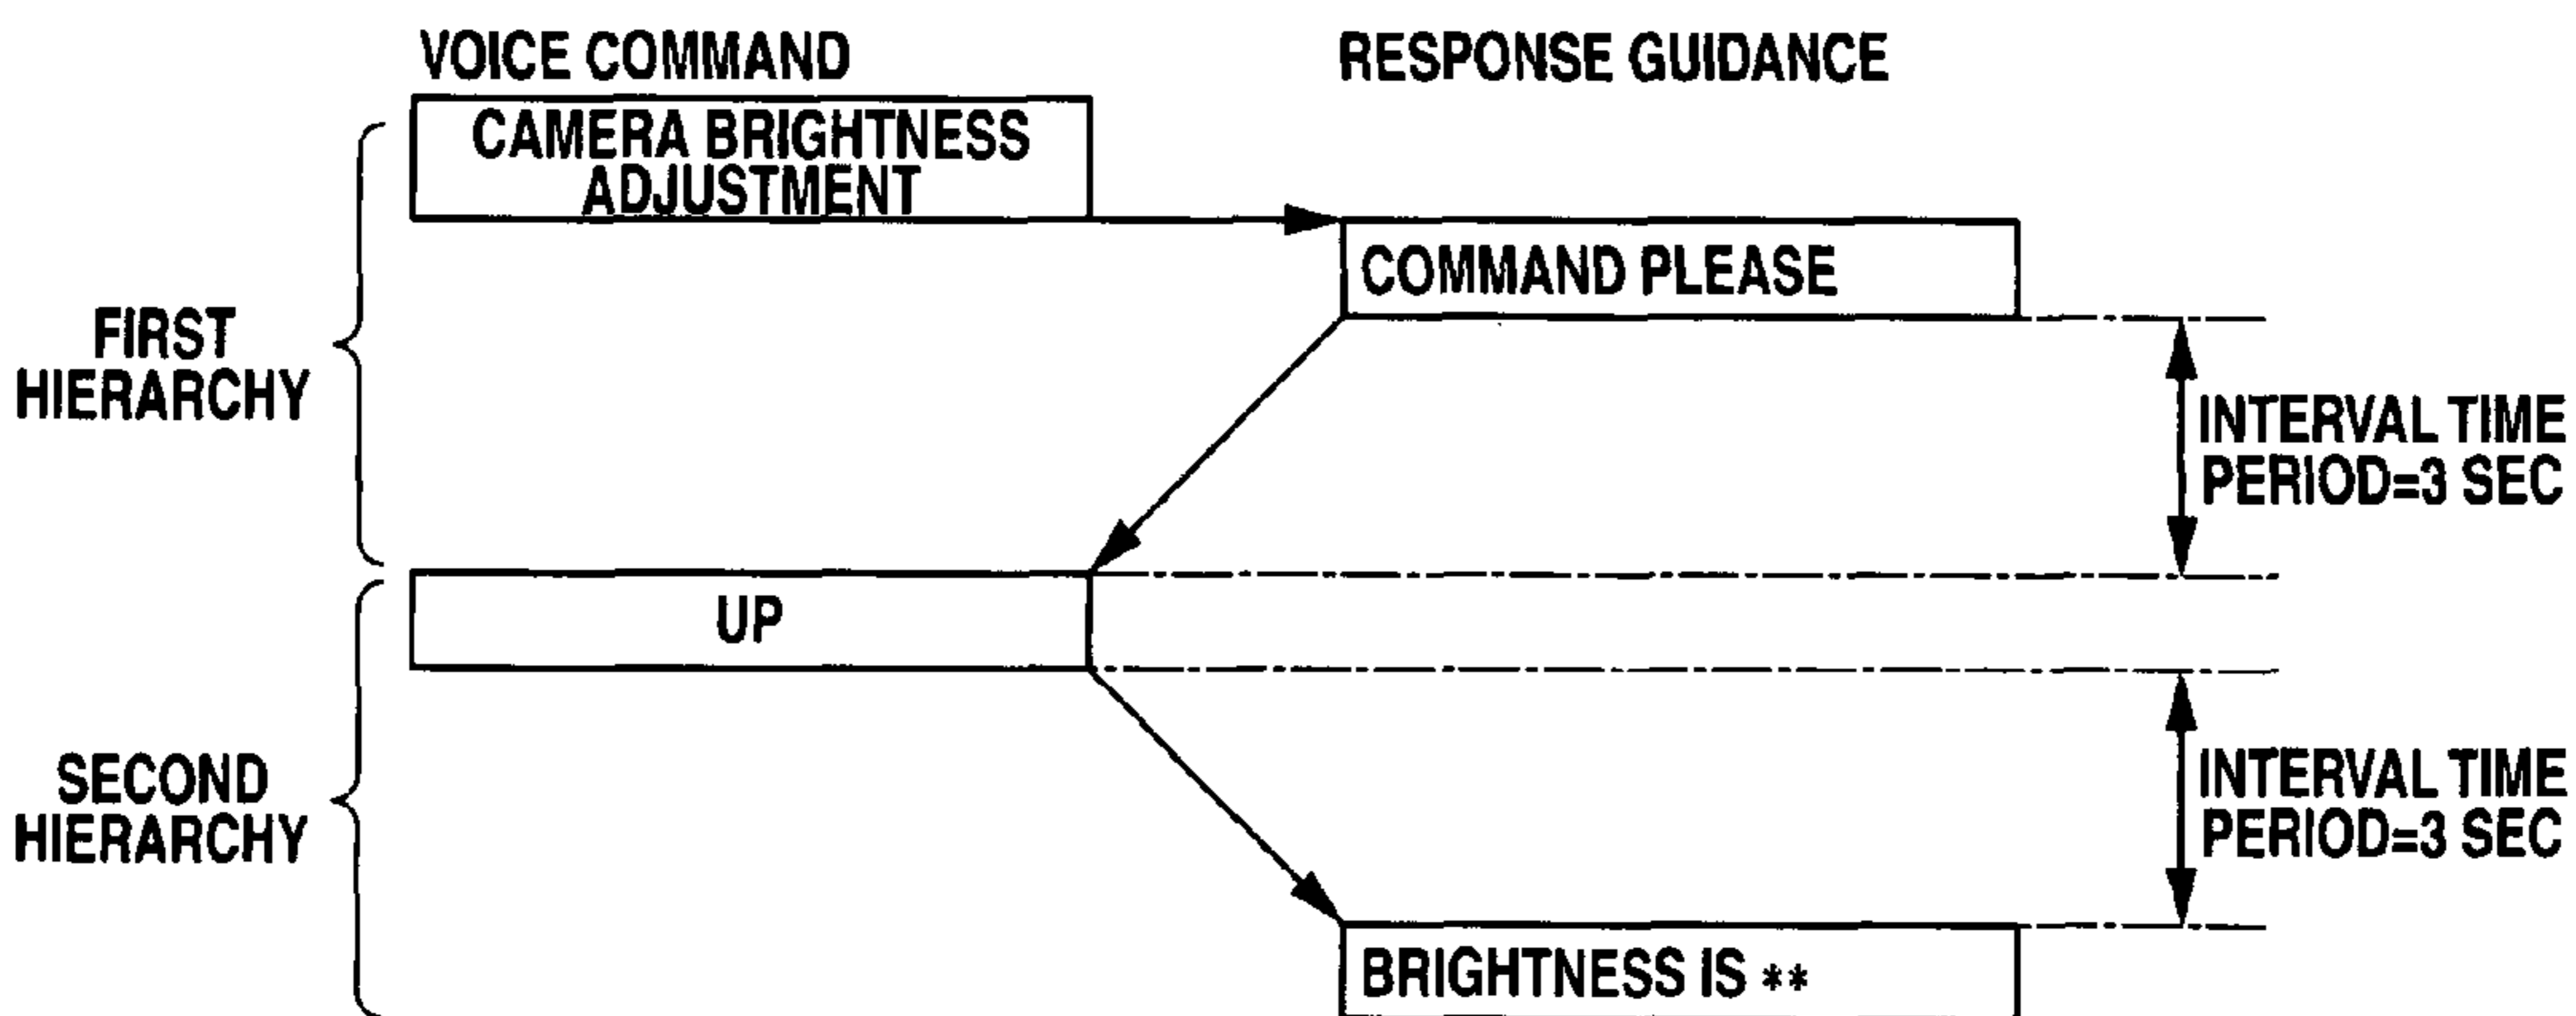 VOICE COMMAND
RESPONSE GUIDANCE
CAMERA BRIGHTNESS
ADJUSTMENT
COMMAND PLEASE
FIRST
HIERARCHY
INTERVAL TIME
PERIOD=3 SEC
UP
SECOND
HIERARCHY
INTERVAL TIME
PERIOD=3 SEC
BRIGHTNESS IS **